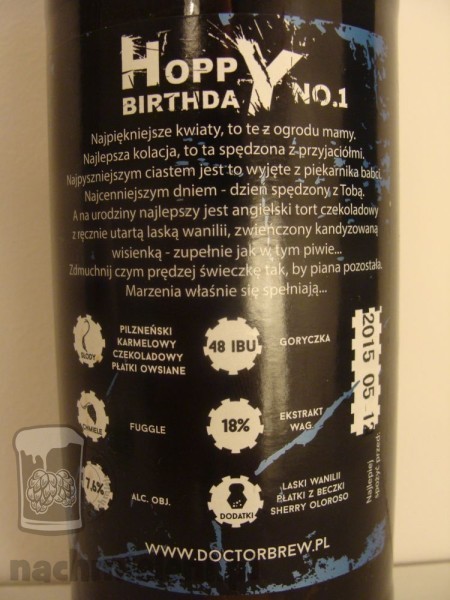 HOPPY
BIRTHDAY NO.1
Najpiękniejsze kwiaty, to te z ogrodu mamy.
Najlepsza kolacja, to ta spędzona z przyjaciółmi.
Najpyszniejszym ciastem jest to wyjęte z piekarnika babci.
Najcenniejszym dniem - dzień spędzony z Tobą.
A na urodziny najlepszy jest angielski tort czekoladowy
z ręcznie utartą laską wanilii, zwieńczony kandyzowaną
wisienką - zupełnie jak w tym piwie...
Zdmuchnij czym prędzej świeczkę tak, by piana pozostała.
Marzenia właśnie się spełniają...
SŁODY
PILZNEŃSKI
KARMELOWY
CZEKOLADOWY
PŁATKI OWSIANE
48 IBU
GORYCZKA
CHMIELE
FUGGLE
18%
EKSTRAKT
WAG.
7,6%
ALC. OBJ.
DODATKI
LASKI WANILII
PŁATKI Z BECZKI
SHERRY OLOROSO
2015 05
Najlepiej
spożyć przed:
WWW.DOCTORBREW.PL